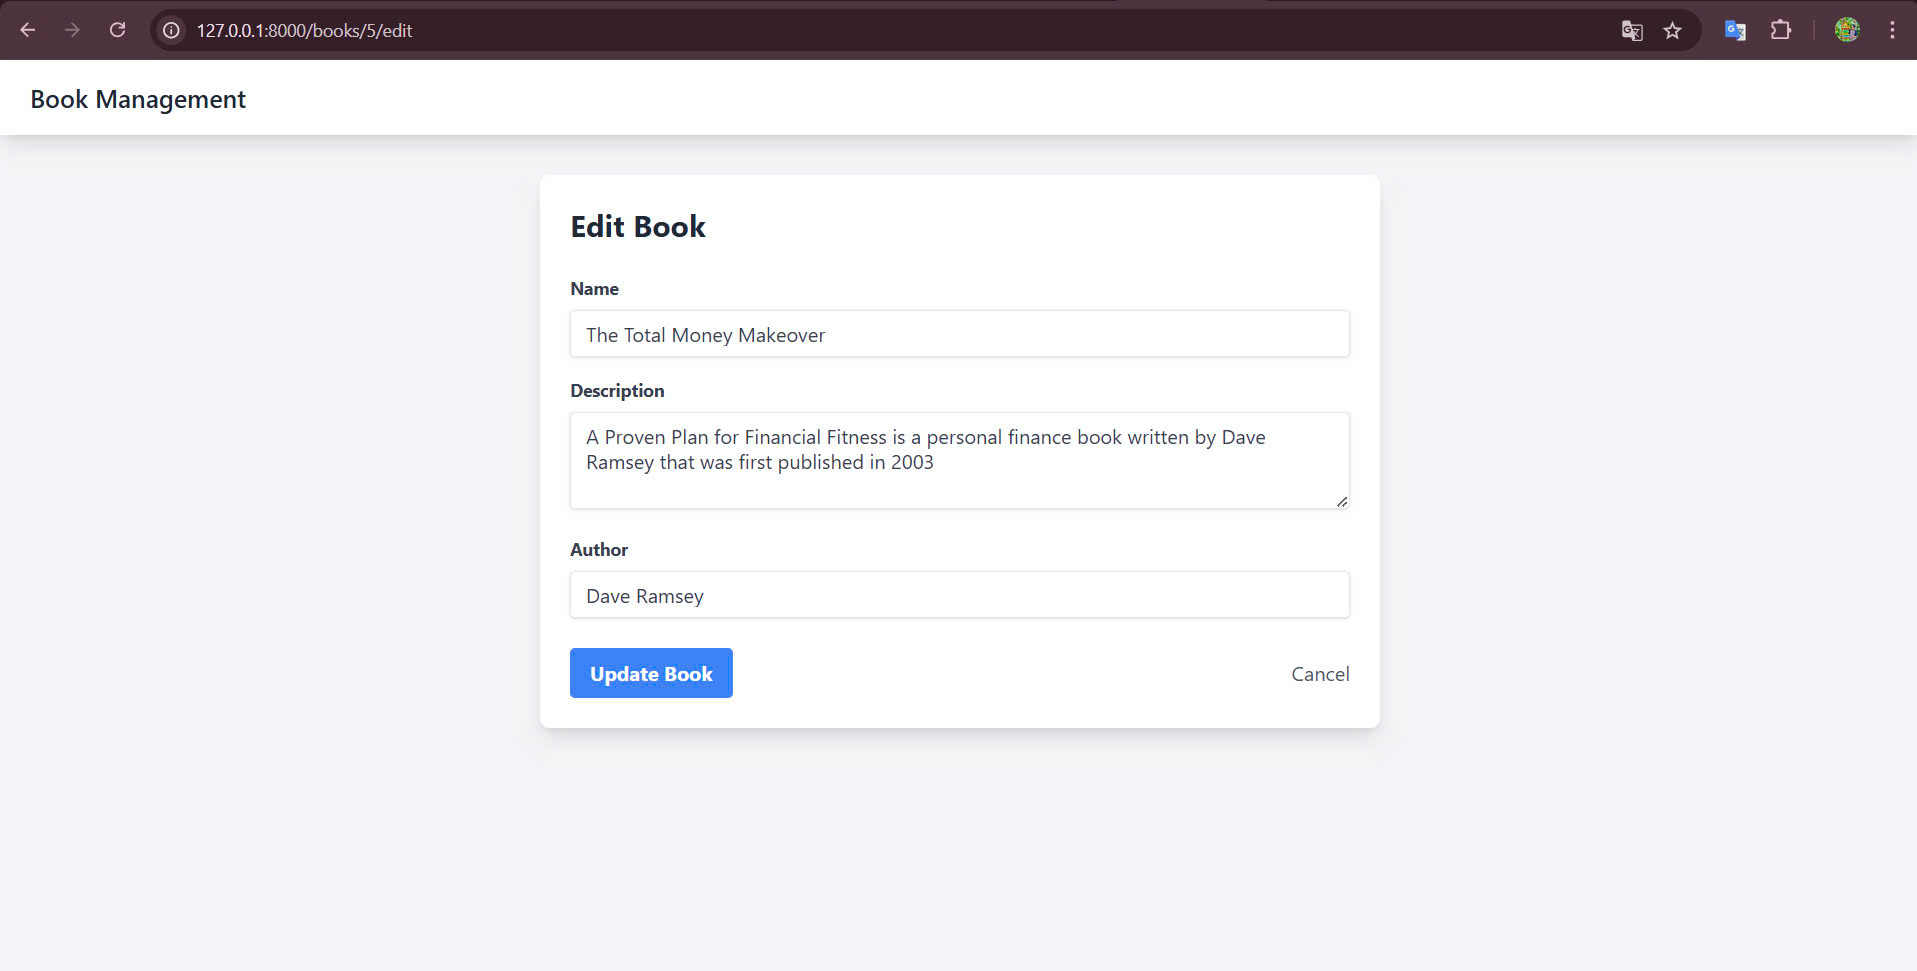 127.0.0.1:8000/books/5/edit
Book Management
Edit Book
Name
The Total Money Makeover
Description
A Proven Plan for Financial Fitness is a personal finance book written by Dave
Ramsey that was first published in 2003
Author
Dave Ramsey
Update Book
Cancel